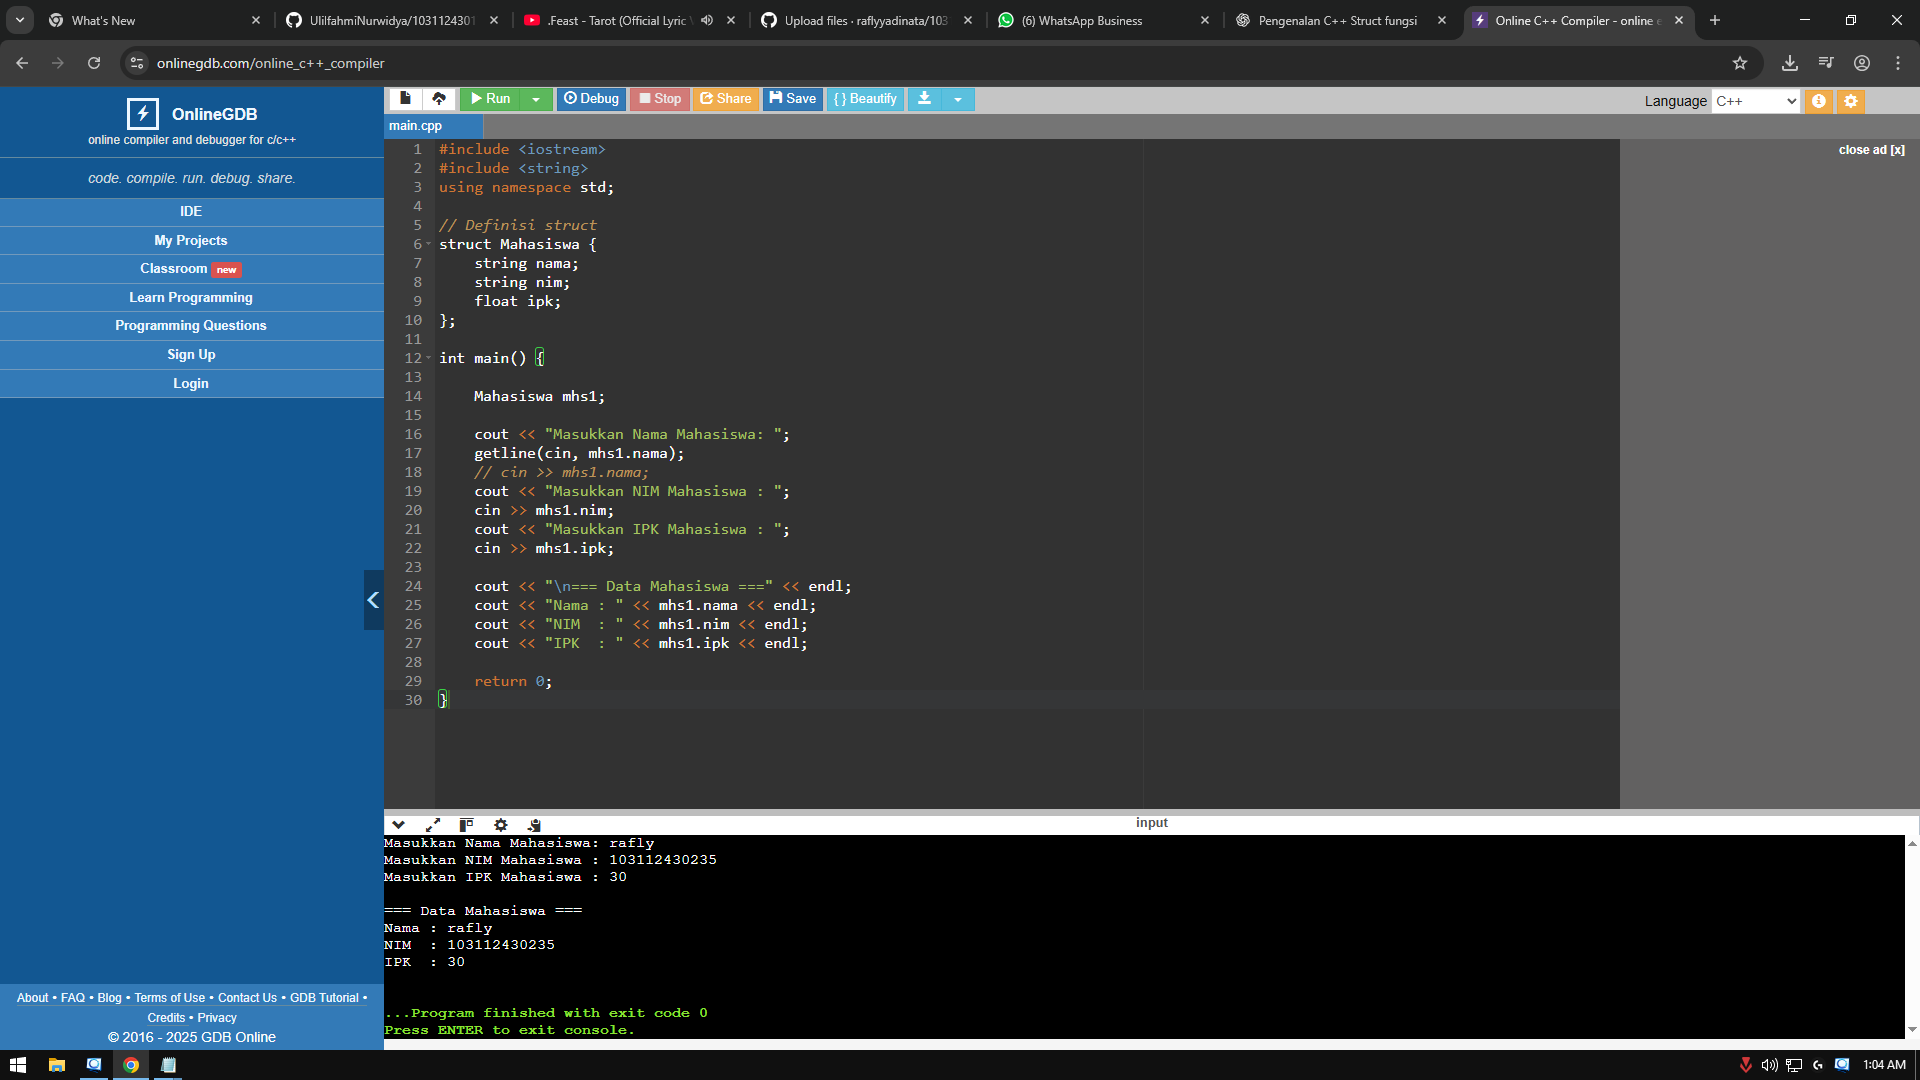 What's New
UlilfahmiNurwidya/1031124301
.Feast - Tarot (Official Lyric
Upload files · raflyyadinata/103
(6) WhatsApp Business
Pengenalan C++ Struct fungsi
Online C++ Compiler - online e
onlinegdb.com/online_c++_compiler
OnlineGDB
online compiler and debugger for c/c++
code. compile. run. debug. share.
IDE
My Projects
Classroom new
Learn Programming
Programming Questions
Sign Up
Login
About • FAQ • Blog • Terms of Use • Contact Us • GDB Tutorial •
Credits • Privacy
© 2016 - 2025 GDB Online
Run Debug Stop Share Save { } Beautify
Language C++
main.cpp
close ad [x]
1 #include <iostream>
2 #include <string>
3 using namespace std;
4
5 // Definisi struct
6 struct Mahasiswa {
7     string nama;
8     string nim;
9     float ipk;
10 };
11
12 int main() {
13
14     Mahasiswa mhs1;
15
16     cout << "Masukkan Nama Mahasiswa: ";
17     getline(cin, mhs1.nama);
18     // cin >> mhs1.nama;
19     cout << "Masukkan NIM Mahasiswa : ";
20     cin >> mhs1.nim;
21     cout << "Masukkan IPK Mahasiswa : ";
22     cin >> mhs1.ipk;
23
24     cout << "\n=== Data Mahasiswa ===" << endl;
25     cout << "Nama : " << mhs1.nama << endl;
26     cout << "NIM  : " << mhs1.nim << endl;
27     cout << "IPK  : " << mhs1.ipk << endl;
28
29     return 0;
30 }
input
Masukkan Nama Mahasiswa: rafly
Masukkan NIM Mahasiswa : 103112430235
Masukkan IPK Mahasiswa : 30
=== Data Mahasiswa ===
Nama : rafly
NIM  : 103112430235
IPK  : 30
...Program finished with exit code 0
Press ENTER to exit console.
1:04 AM